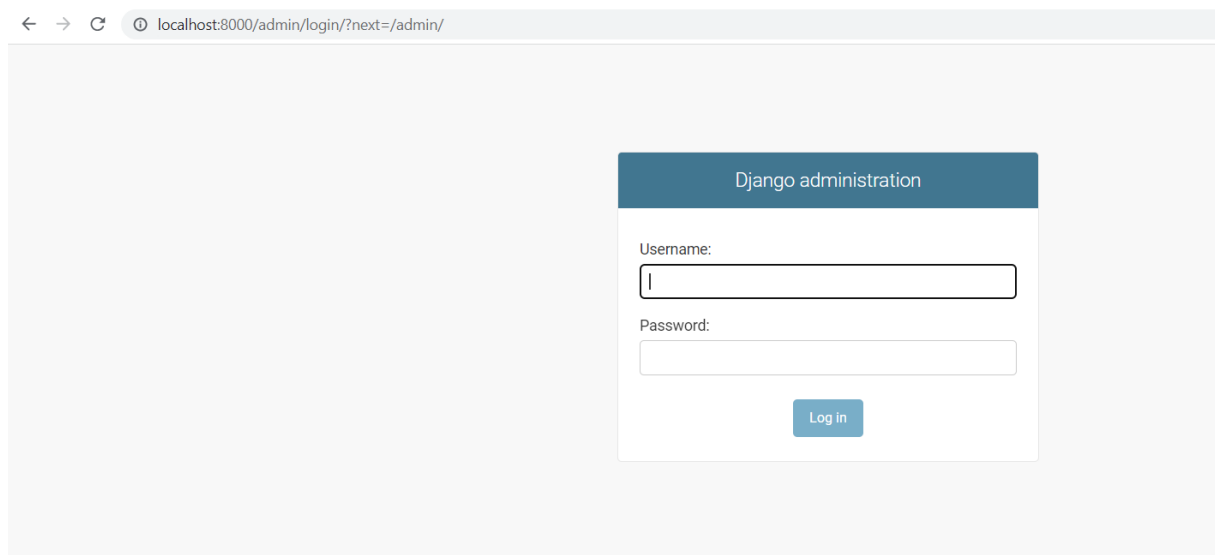 localhost:8000/admin/login/?next=/admin/
Django administration
Username:
Password:
Log in